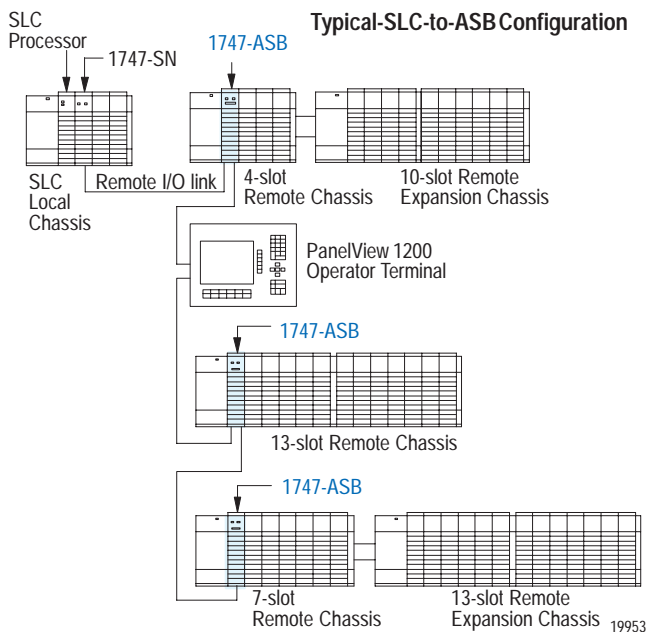 Typical-SLC-to-ASB Configuration
SLC
Processor
1747-SN
1747-ASB
SLC
Local
Chassis
Remote I/O link
4-slot
Remote Chassis
10-slot Remote
Expansion Chassis
PanelView 1200
Operator Terminal
1747-ASB
13-slot Remote Chassis
1747-ASB
7-slot
Remote Chassis
13-slot Remote
Expansion Chassis
19953